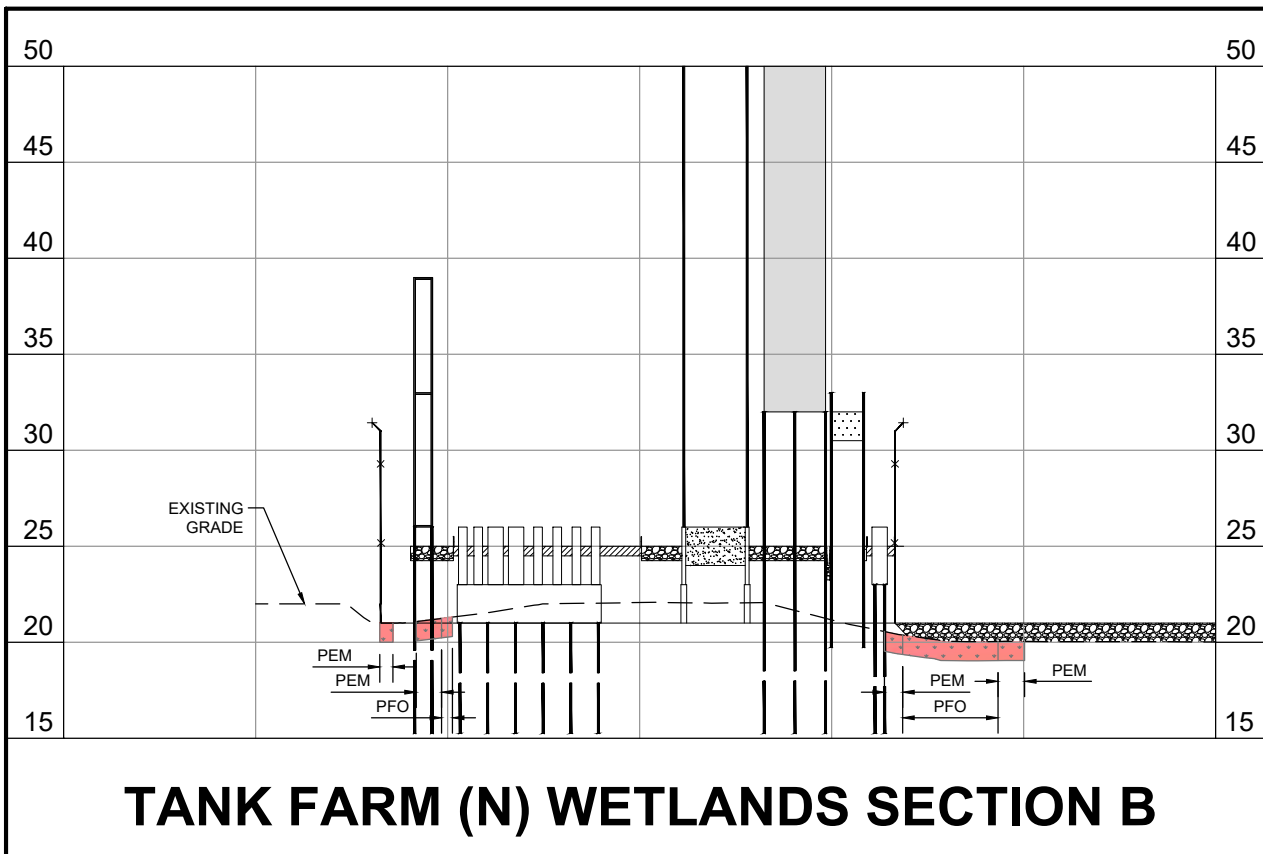 50 50
45 45
40 40
35 35
30 30
25 25
EXISTING
GRADE
20 20
PEM
PEM PEM PEM
PFO PFO
15 15
TANK FARM (N) WETLANDS SECTION B